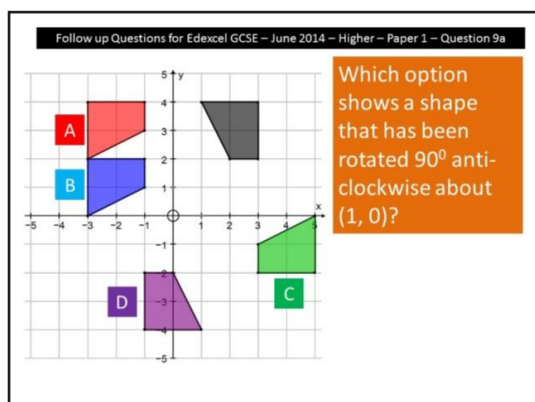 Follow up Questions for Edexcel GCSE – June 2014 – Higher – Paper 1 – Question 9a
Which option
shows a shape
that has been
rotated 90⁰ anti-
clockwise about
(1, 0)?
5 y
4
A
3
2
B
1
x
-5 -4 -3 -2 -1 1 2 3 4 5
-1
-2
D
-3
C
-4
-5